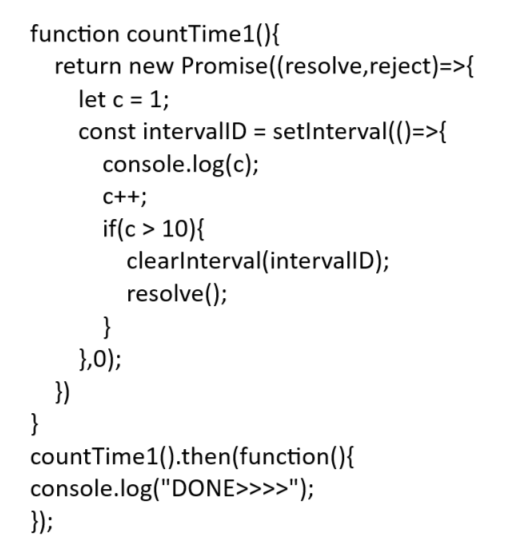 function countTime1(){
return new Promise((resolve,reject)=>{
let c = 1;
const intervalID = setInterval(()=>{
console.log(c);
c++;
if(c > 10){
clearInterval(intervalID);
resolve();
}
},0);
})
}
countTime1().then(function(){
console.log("DONE>>>>");
});